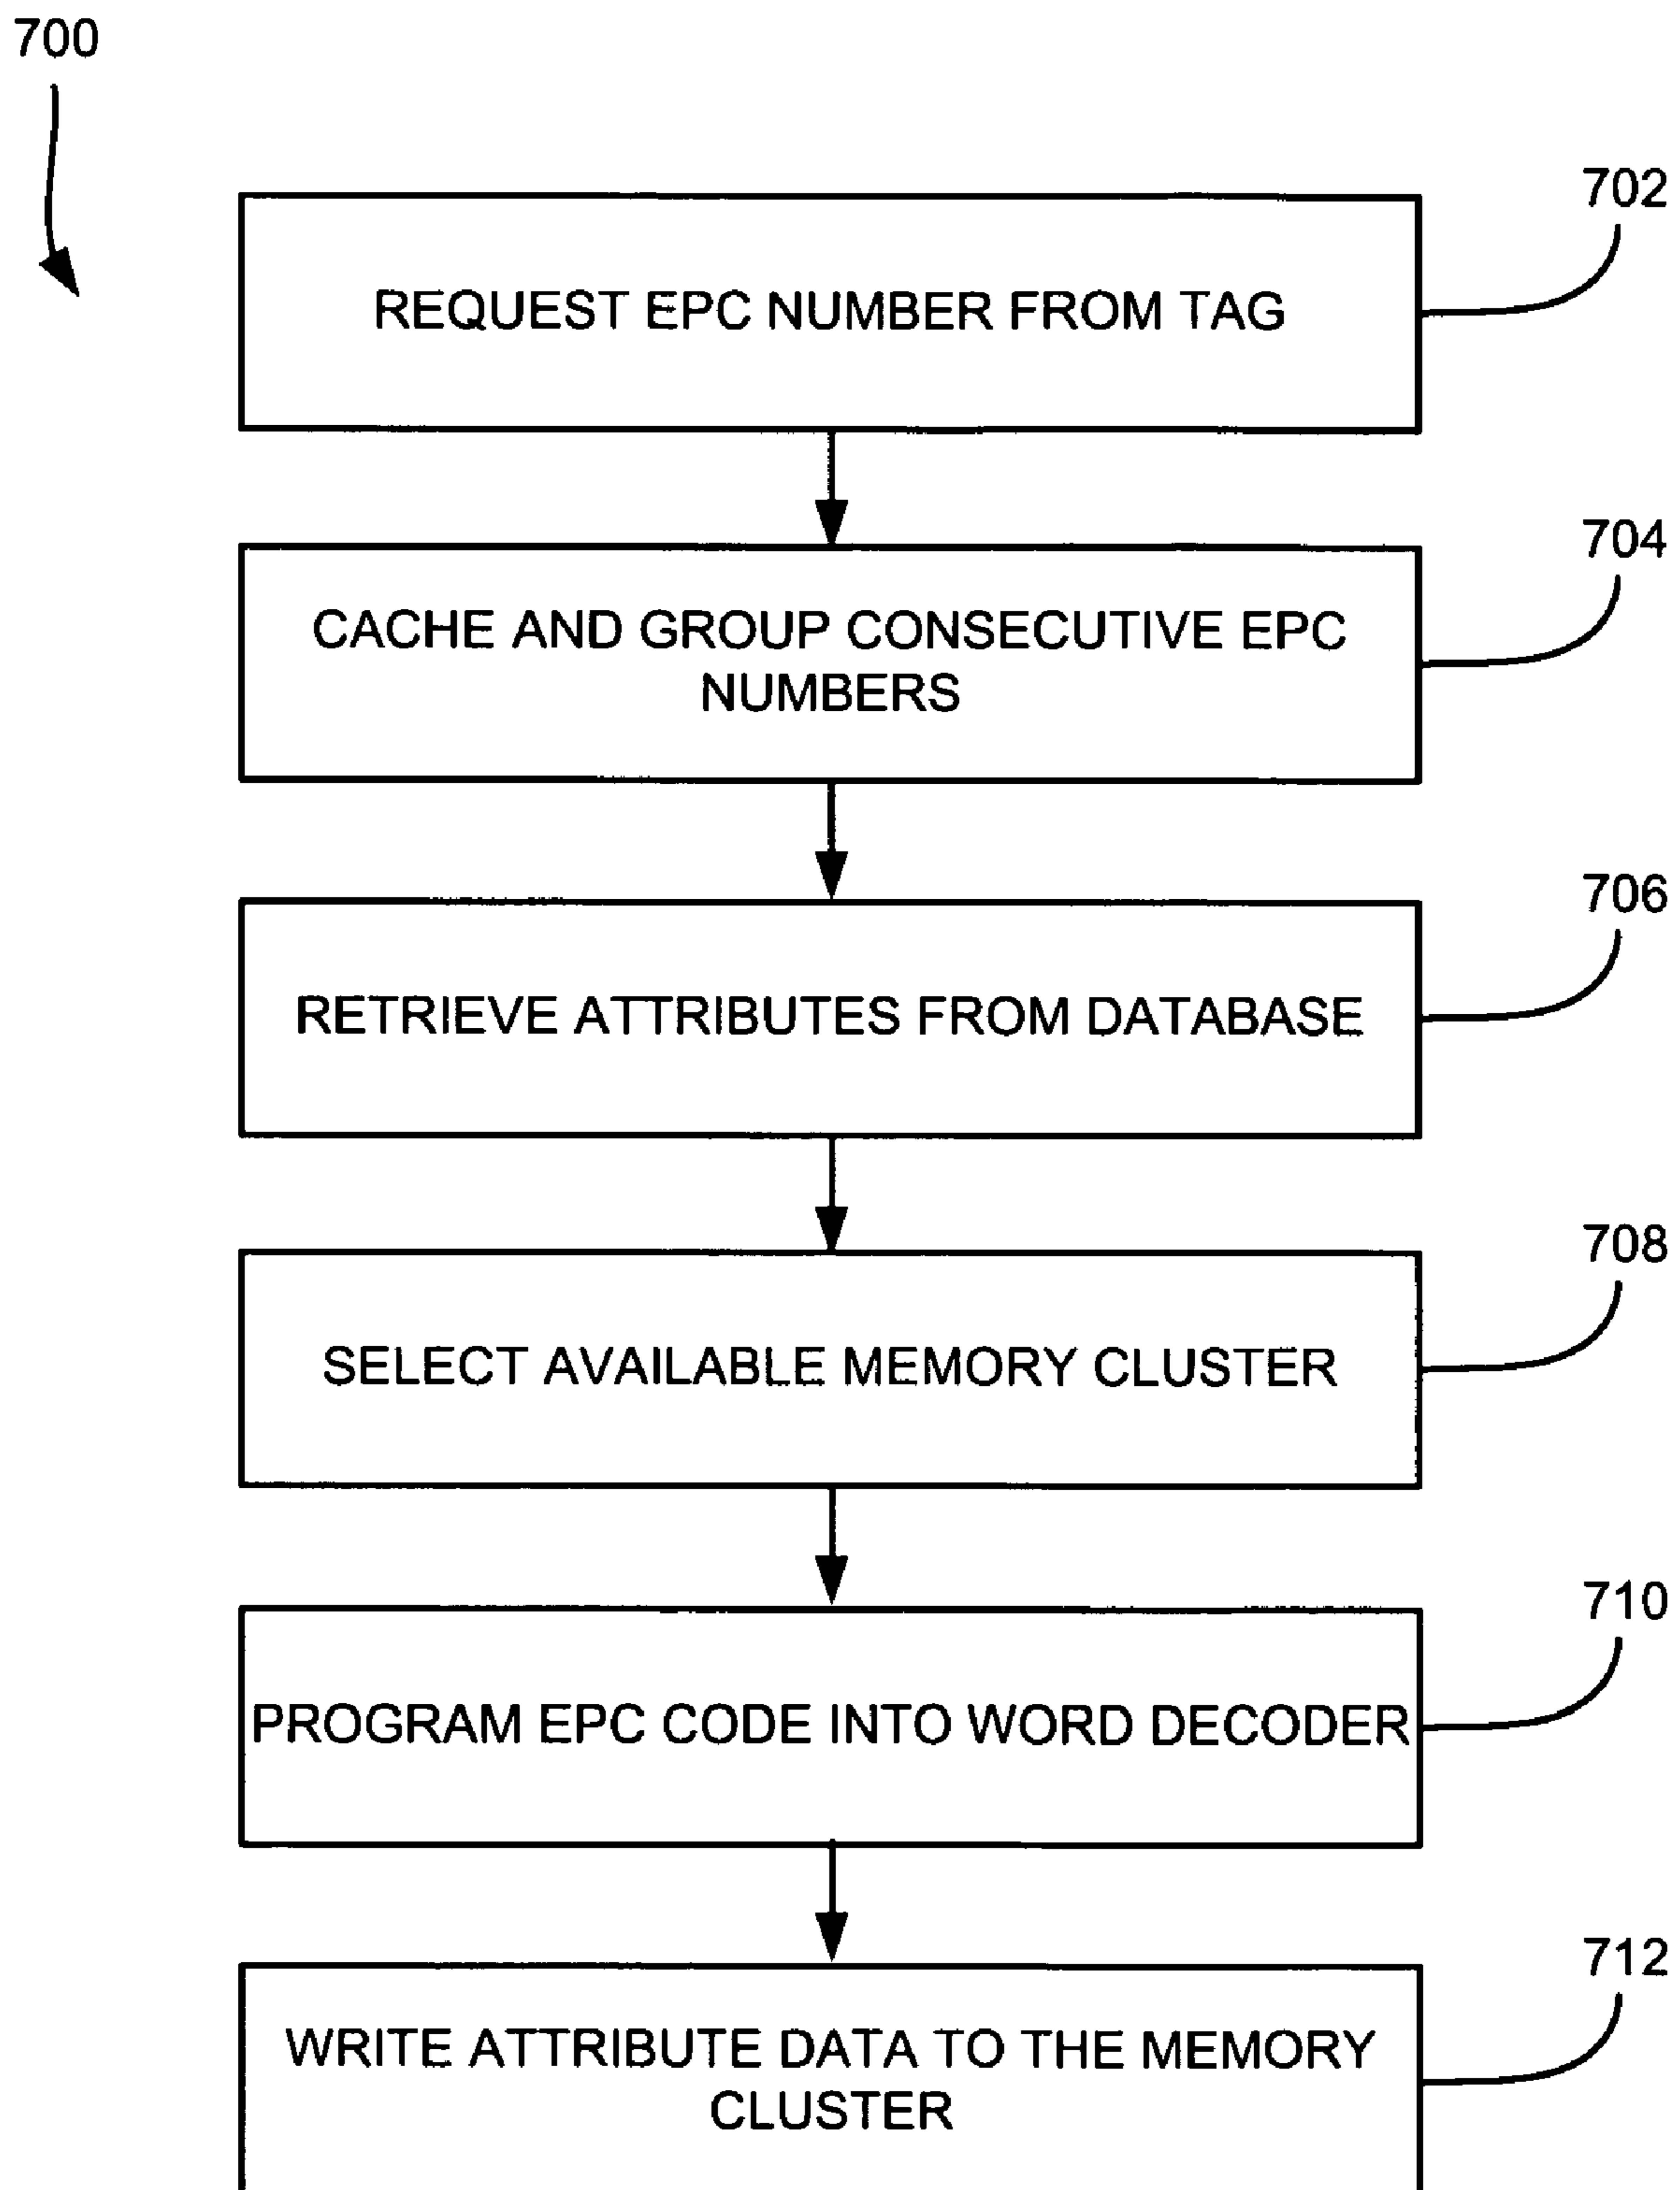 700
702
REQUEST EPC NUMBER FROM TAG
704
CACHE AND GROUP CONSECUTIVE EPC
NUMBERS
706
RETRIEVE ATTRIBUTES FROM DATABASE
708
SELECT AVAILABLE MEMORY CLUSTER
710
PROGRAM EPC CODE INTO WORD DECODER
712
WRITE ATTRIBUTE DATA TO THE MEMORY
CLUSTER